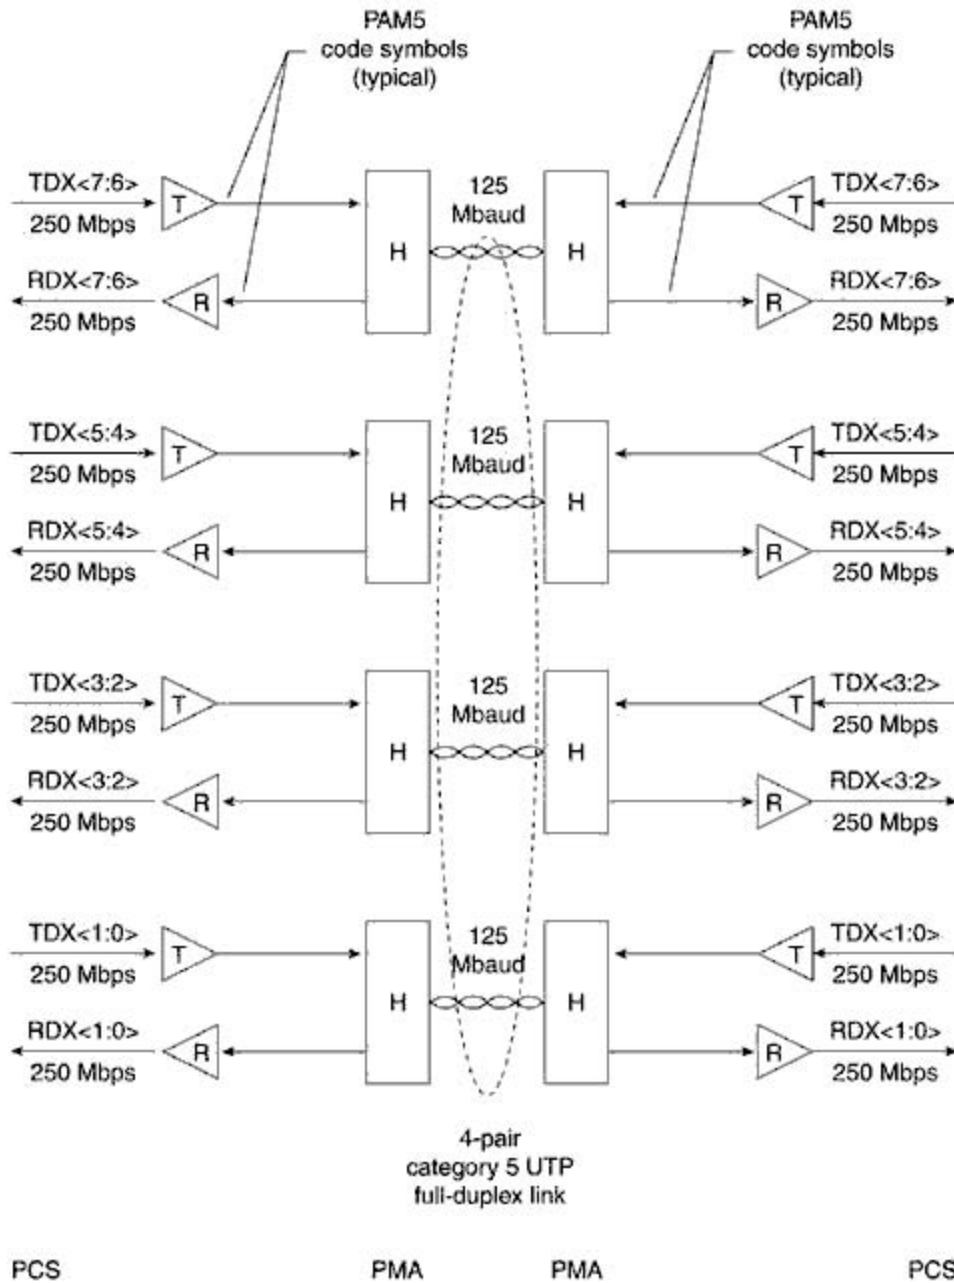 PAM5
code symbols
(typical)
PAM5
code symbols
(typical)
TDX<7:6>
250 Mbps
T
RDX<7:6>
250 Mbps
R
H
125
Mbaud
H
TDX<7:6>
250 Mbps
T
RDX<7:6>
250 Mbps
R
TDX<5:4>
250 Mbps
T
RDX<5:4>
250 Mbps
R
H
125
Mbaud
H
TDX<5:4>
250 Mbps
T
RDX<5:4>
250 Mbps
R
TDX<3:2>
250 Mbps
T
RDX<3:2>
250 Mbps
R
H
125
Mbaud
H
TDX<3:2>
250 Mbps
T
RDX<3:2>
250 Mbps
R
TDX<1:0>
250 Mbps
T
RDX<1:0>
250 Mbps
R
H
125
Mbaud
H
TDX<1:0>
250 Mbps
T
RDX<1:0>
250 Mbps
R
4-pair
category 5 UTP
full-duplex link
PCS PMA PMA PCS